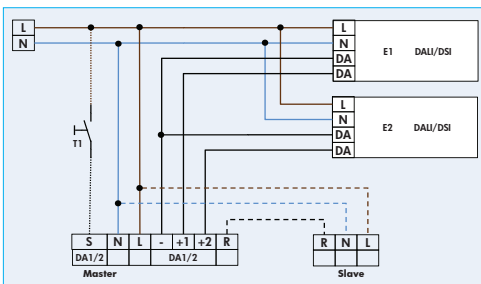 L
N
L
N
DA
DA
E1 DALI/DSI
L
N
DA
DA
E2 DALI/DSI
T1
S N L - +1 +2 R
DA1/2 DA1/2
Master
R N L
Slave